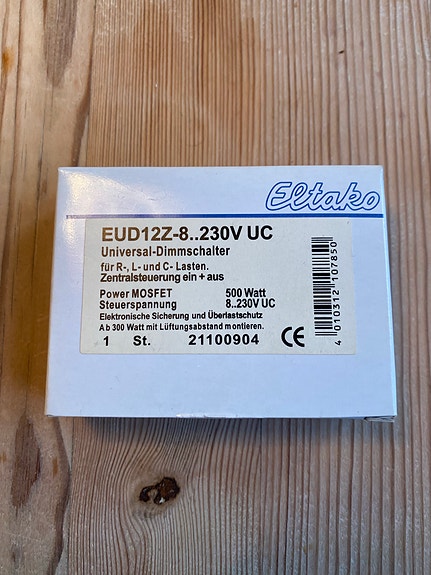 Eltako
EUD12Z-8..230V UC
Universal-Dimmschalter
für R-, L- und C- Lasten.
Zentralsteuerung ein + aus
Power MOSFET 500 Watt
Steuerspannung 8..230V UC
Elektronische Sicherung und Überlastschutz
Ab 300 Watt mit Lüftungsabstand montieren.
1 St. 21100904 CE
4 010512 107850